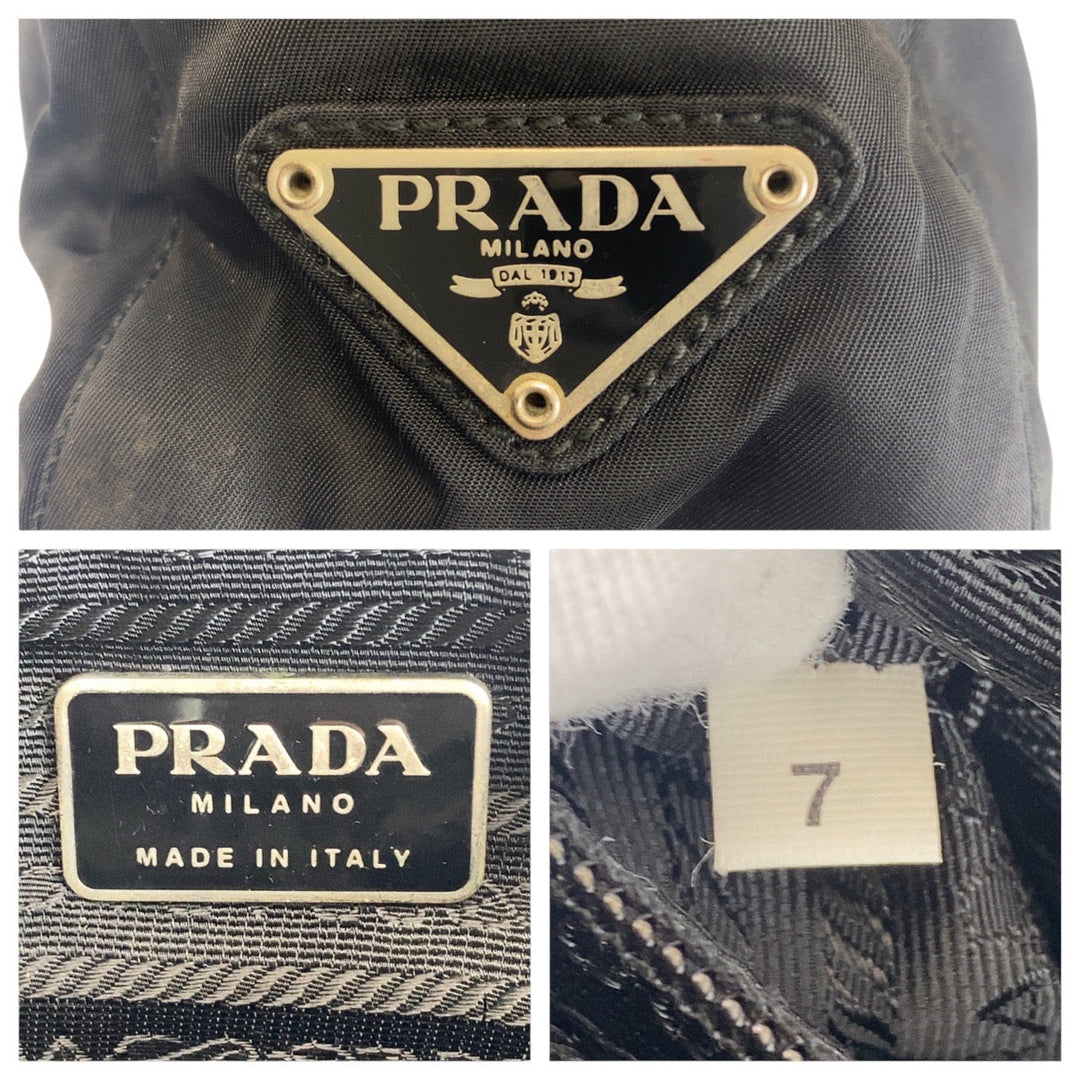 PRADA
MILANO
DAL 1913
PRADA
MILANO
MADE IN ITALY
7